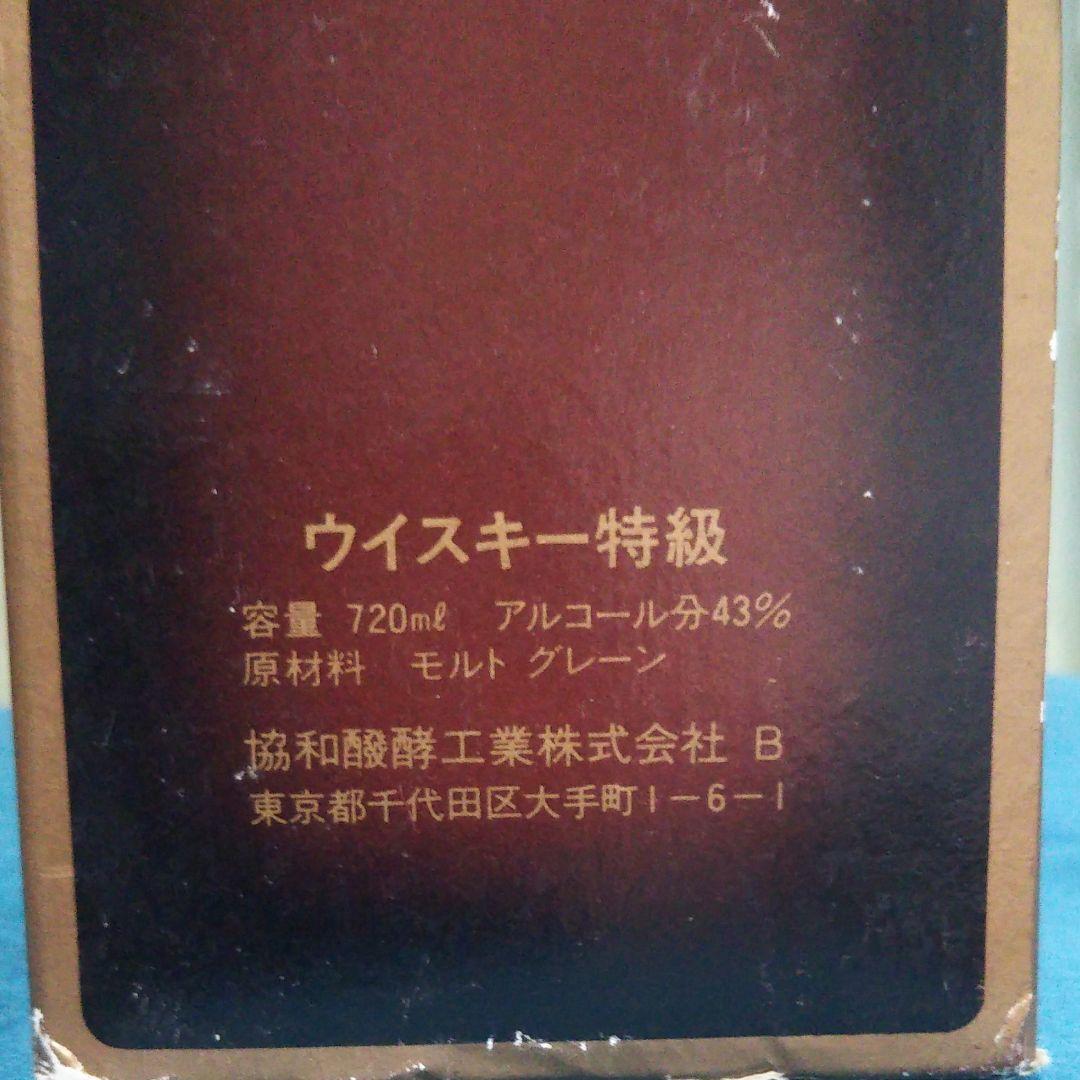 ウイスキー特級
容量 720mℓ アルコール分43%
原材料 モルト グレーン
協和醱酵工業株式会社 B
東京都千代田区大手町1-6-1